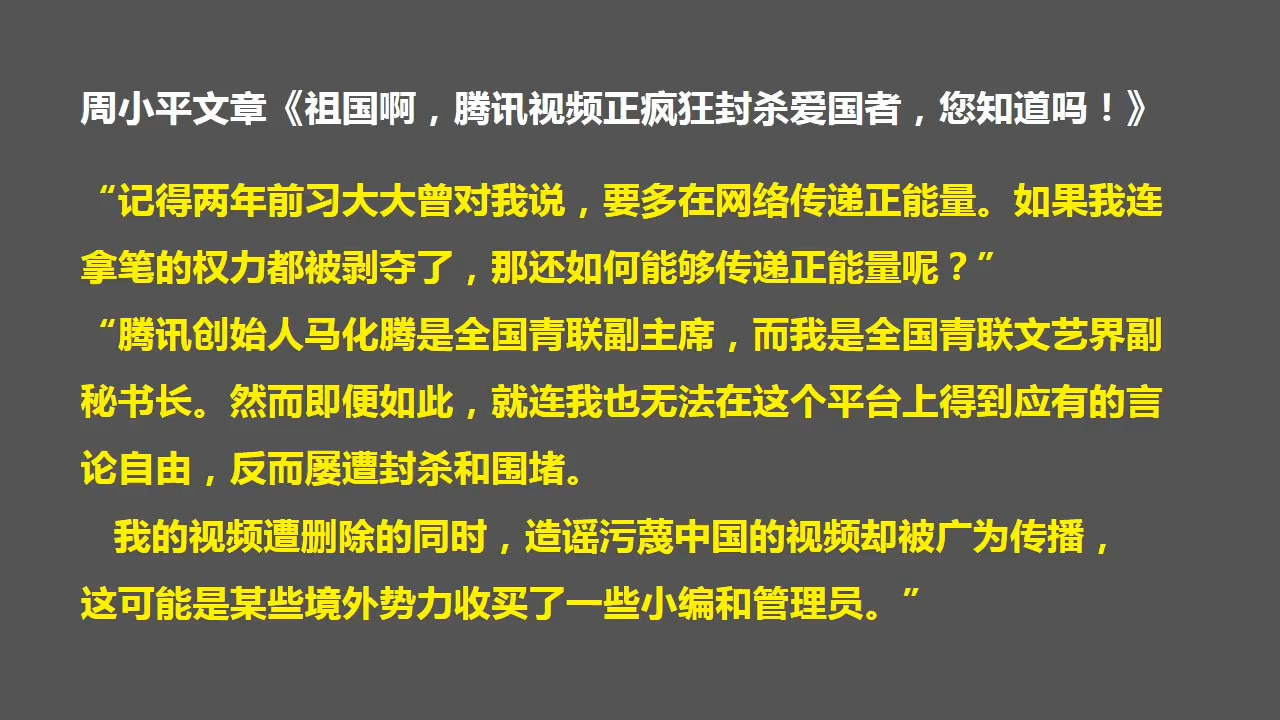 周小平文章《祖国啊，腾讯视频正疯狂封杀爱国者，您知道吗！》
“记得两年前习大大曾对我说，要多在网络传递正能量。如果我连
拿笔的权力都被剥夺了，那还如何能够传递正能量呢？”
“腾讯创始人马化腾是全国青联副主席，而我是全国青联文艺界副
秘书长。然而即便如此，就连我也无法在这个平台上得到应有的言
论自由，反而屡遭封杀和围堵。
我的视频遭删除的同时，造谣污蔑中国的视频却被广为传播，
这可能是某些境外势力收买了一些小编和管理员。”